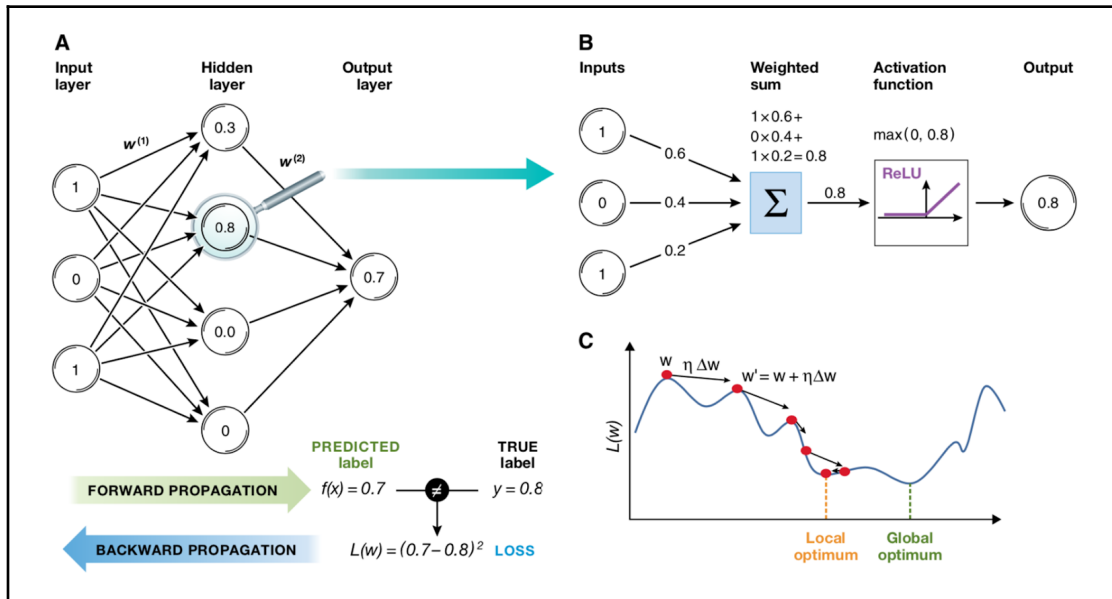 A
Input
layer
Hidden
layer
Output
layer
w(1)
w(2)
1
0
1
0.3
0.8
0.0
0
0.7
FORWARD PROPAGATION
BACKWARD PROPAGATION
PREDICTED
label
f(x) = 0.7
≠
TRUE
label
y = 0.8
L(w) = (0.7 – 0.8)² LOSS
B
Inputs
Weighted
sum
Activation
function
Output
1
0
1
0.6
0.4
0.2
1 × 0.6 +
0 × 0.4 +
1 × 0.2 = 0.8
Σ
0.8
max(0, 0.8)
ReLU
0.8
C
L(w)
w
η Δw
w' = w + ηΔw
Local
optimum
Global
optimum